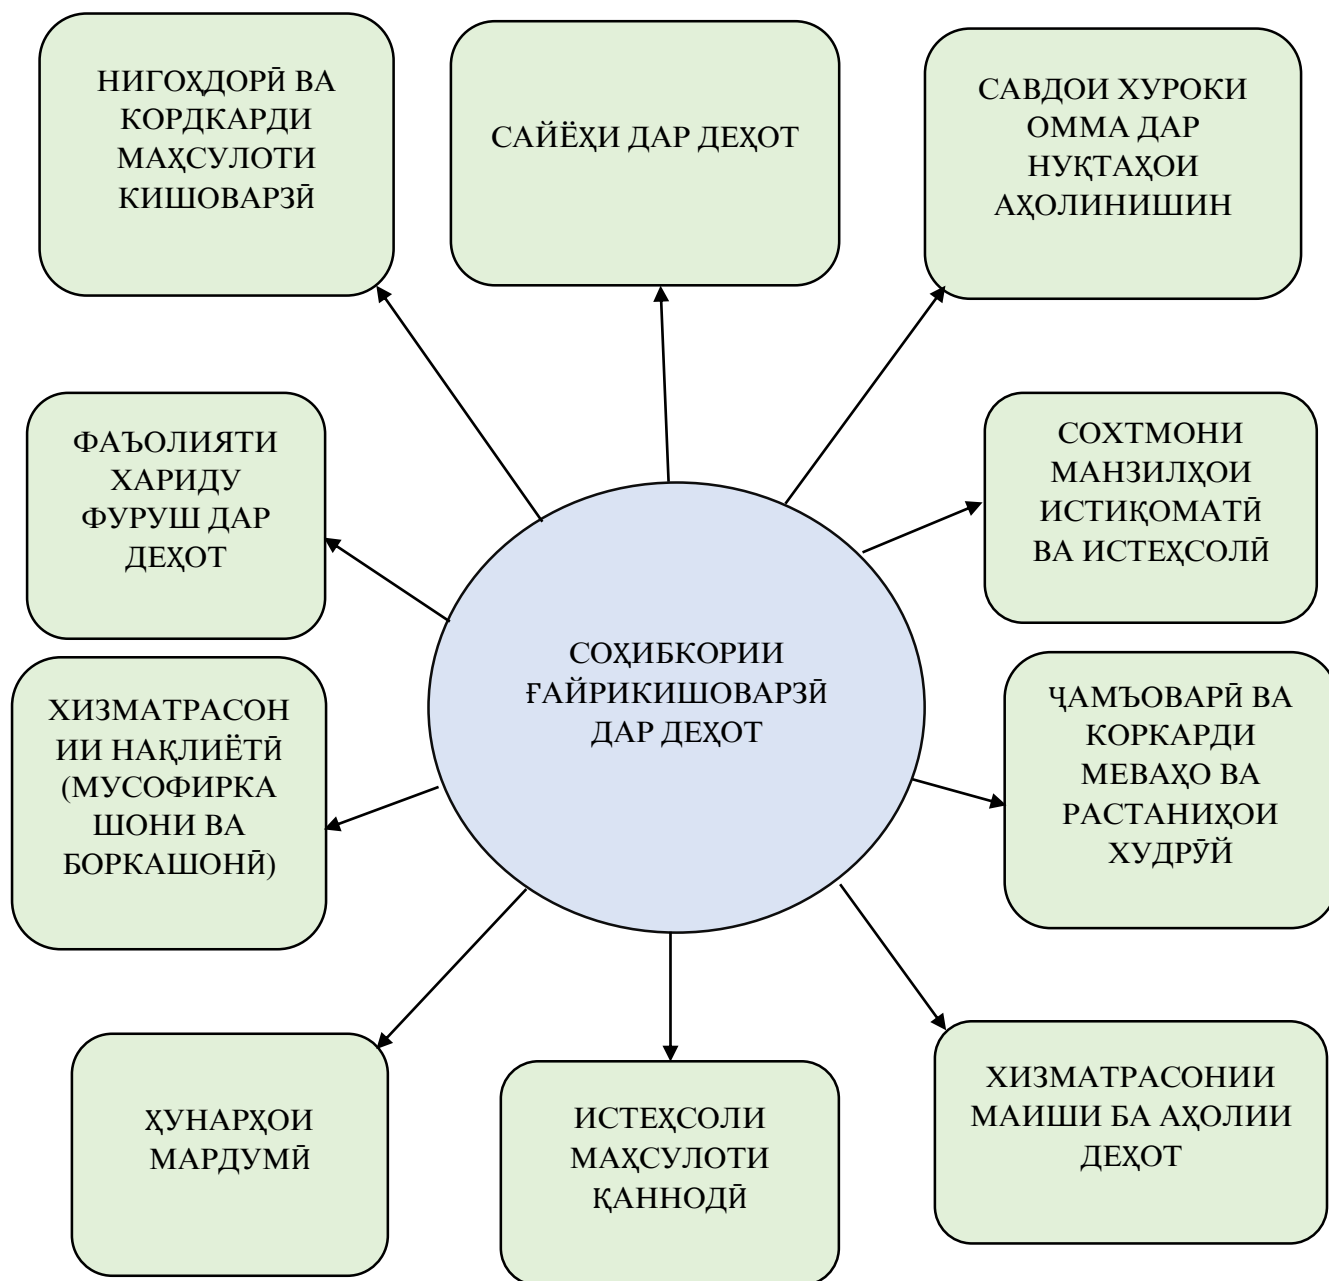 НИГОҲДОРӢ ВА
КОРДКАРДИ
МАҲСУЛОТИ
КИШОВАРЗӢ
САЙЁҲИ ДАР ДЕҲОТ
САВДОИ ХУРОКИ
ОММА ДАР
НУҚТАҲОИ
АҲОЛИНИШИН
ФАЪОЛИЯТИ
ХАРИДУ
ФУРУШ ДАР
ДЕҲОТ
СОХТМОНИ
МАНЗИЛҲОИ
ИСТИҚОМАТӢ
ВА ИСТЕҲСОЛӢ
СОҲИБКОРИИ
ҒАЙРИКИШОВАРЗӢ
ДАР ДЕҲОТ
ХИЗМАТРАСОН
ИИ НАҚЛИЁТӢ
(МУСОФИРКА
ШОНИ ВА
БОРКАШОНӢ)
ҶАМЪОВАРӢ ВА
КОРКАРДИ
МЕВАҲО ВА
РАСТАНИҲОИ
ХУДРӮЙ
ҲУНАРҲОИ
МАРДУМӢ
ИСТЕҲСОЛИ
МАҲСУЛОТИ
ҚАННОДӢ
ХИЗМАТРАСОНИИ
МАИШИ БА АҲОЛИИ
ДЕҲОТ